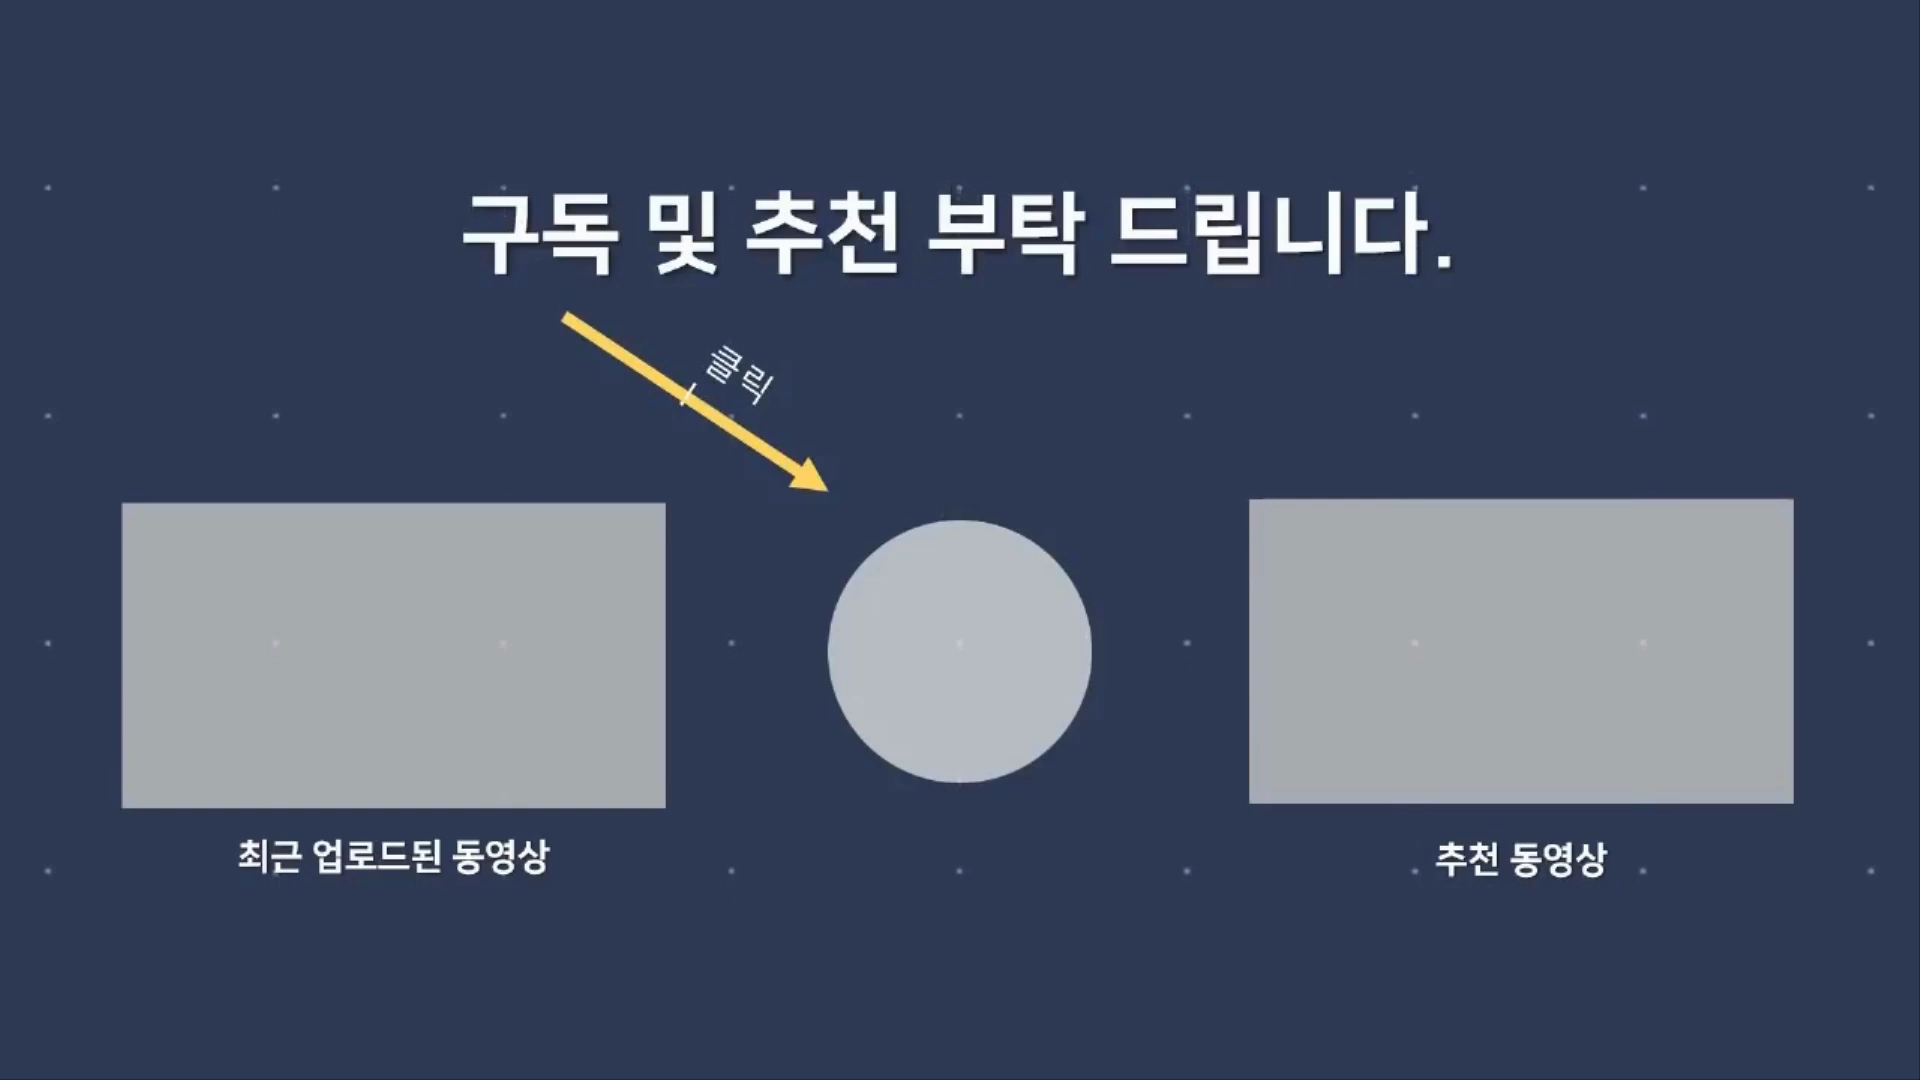 구독 및 추천 부탁 드립니다.
클릭
최근 업로드된 동영상
추천 동영상